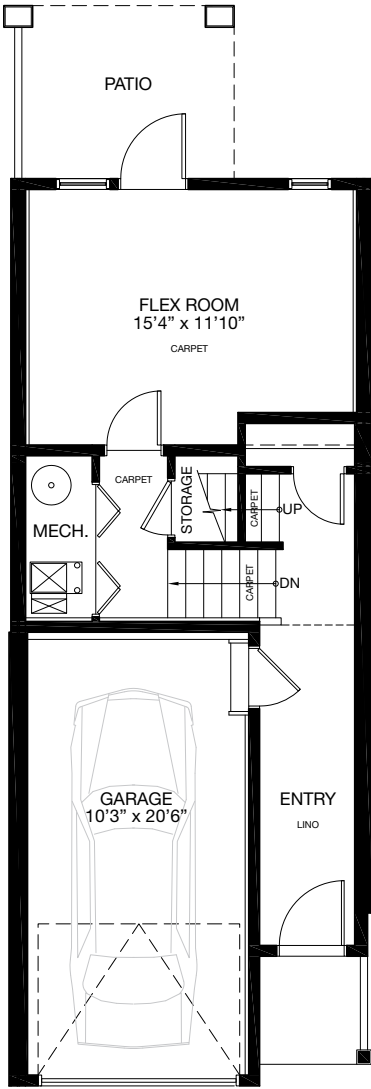 PATIO
FLEX ROOM
15’4” x 11’10”
CARPET
CARPET
STORAGE
CARPET
UP
MECH.
CARPET
DN
GARAGE
10’3” x 20’6”
ENTRY
LINO